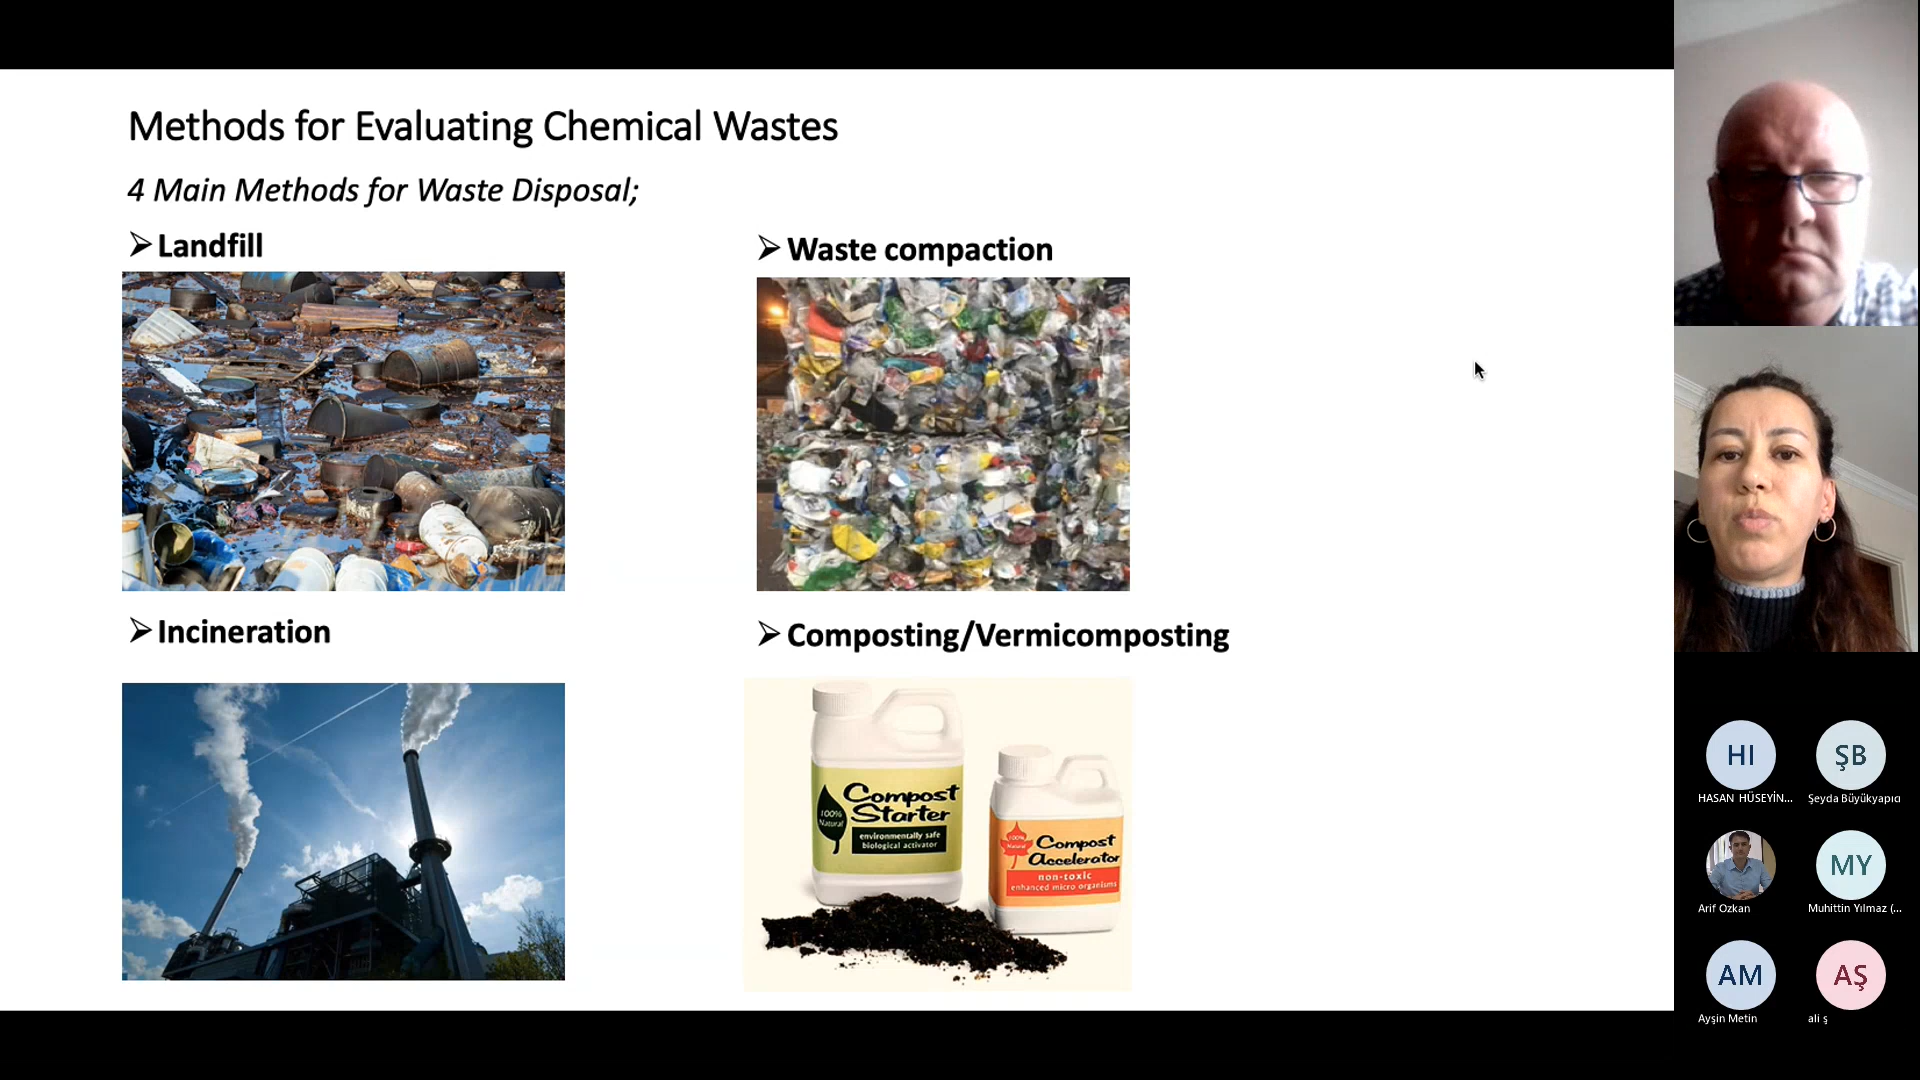 Methods for Evaluating Chemical Wastes
4 Main Methods for Waste Disposal;
➢ Landfill
➢ Waste compaction
➢ Incineration
➢ Composting/Vermicomposting
Compost
Starter
100%
Natural
environmentally safe
biological activator
100%
Natural
Compost
Accelerator
non-toxic
enhanced micro organisms
HI
HASAN HÜSEYİN...
ŞB
Şeyda Büyükyapıcı
Arif Ozkan
MY
Muhittin Yılmaz (...
AM
Ayşin Metin
AŞ
ali ş